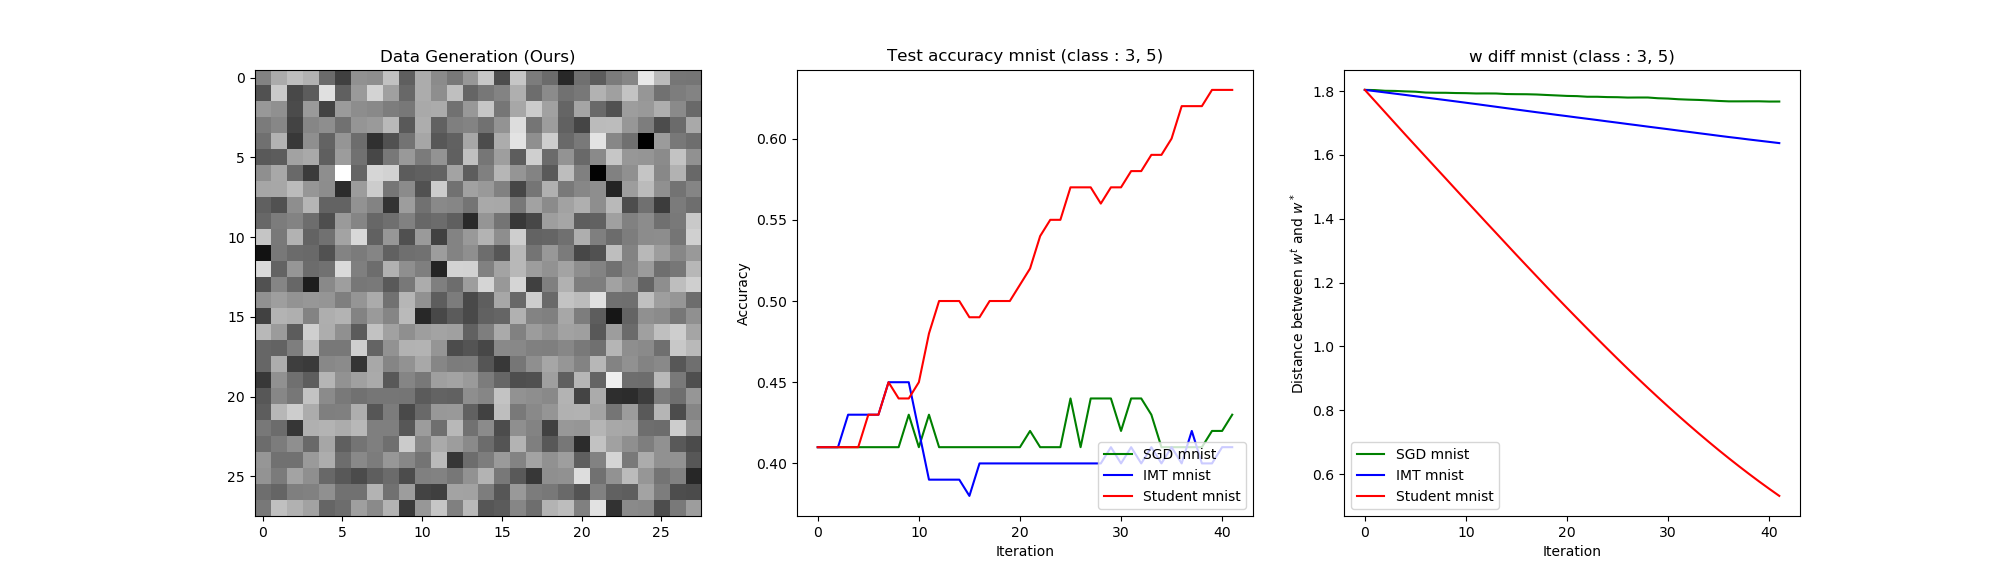 Data Generation (Ours)
0
5
10
15
20
25
0 5 10 15 20 25
Test accuracy mnist (class : 3, 5)
Accuracy
0.60
0.55
0.50
0.45
0.40
SGD mnist
IMT mnist
Student mnist
0 10 20 30 40
Iteration
w diff mnist (class : 3, 5)
Distance between w^t and w^*
1.8
1.6
1.4
1.2
1.0
0.8
0.6
SGD mnist
IMT mnist
Student mnist
0 10 20 30 40
Iteration